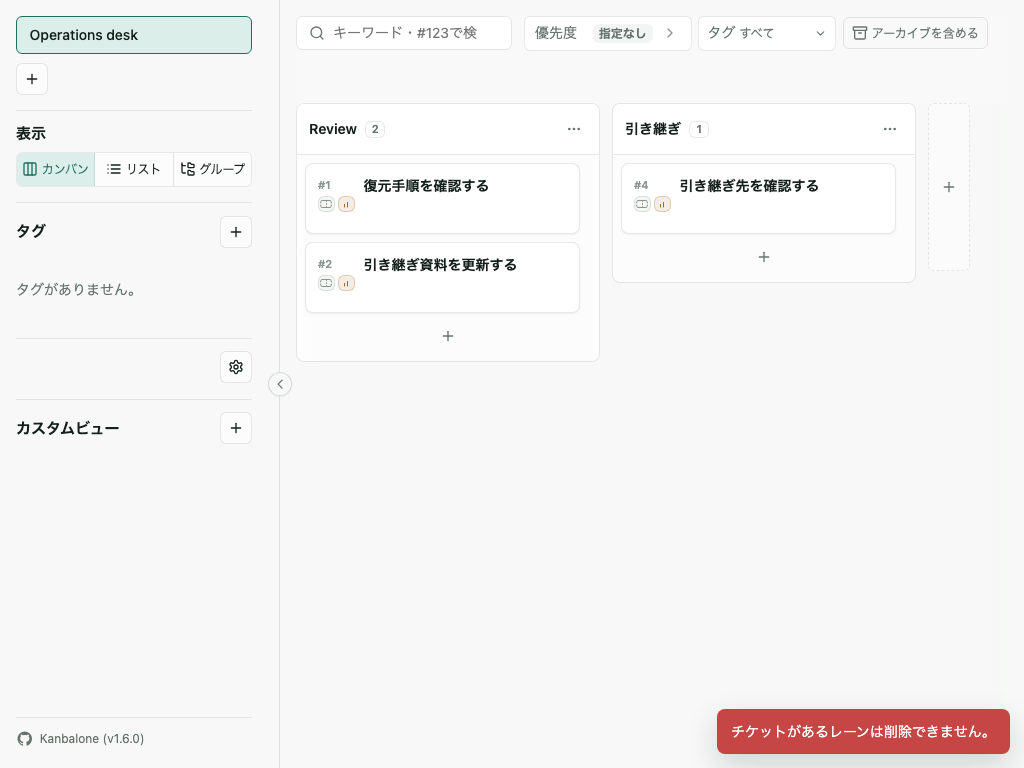 Operations desk
表示
カンバン
リスト
グループ
タグ
タグがありません。
カスタムビュー
Kanbalone (v1.6.0)
キーワード・#123で検
優先度 指定なし
タグ すべて
アーカイブを含める
Review 2
#1 復元手順を確認する
#2 引き継ぎ資料を更新する
引き継ぎ 1
#4 引き継ぎ先を確認する
チケットがあるレーンは削除できません。